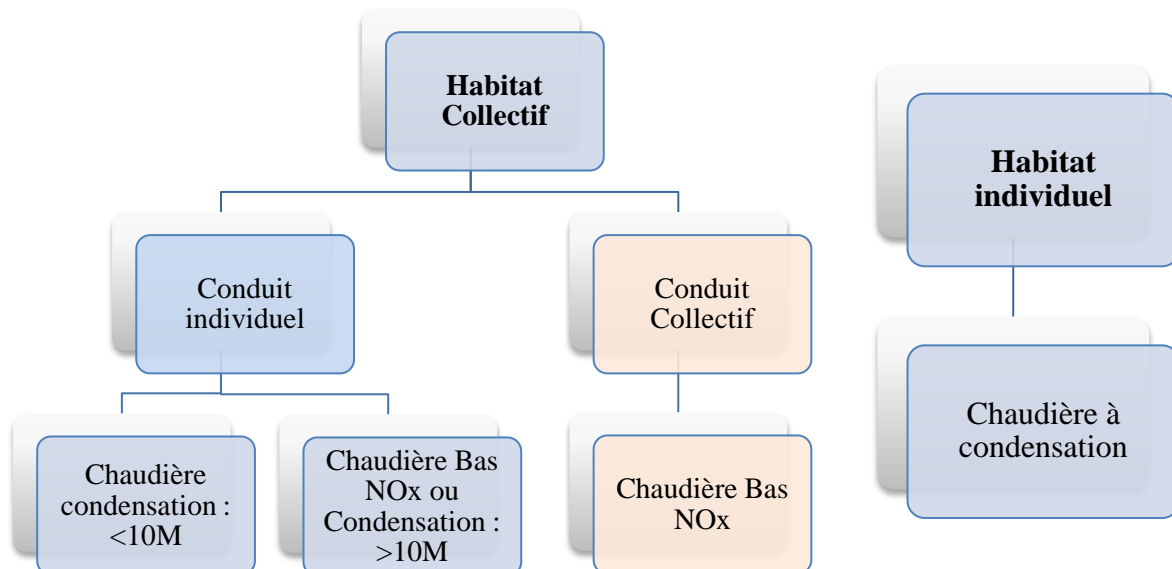 Habitat
Collectif
Conduit
individuel
Chaudière
condensation :
<10M
Chaudière Bas
NOx ou
Condensation :
>10M
Conduit
Collectif
Chaudière Bas
NOx
Habitat
individuel
Chaudière à
condensation